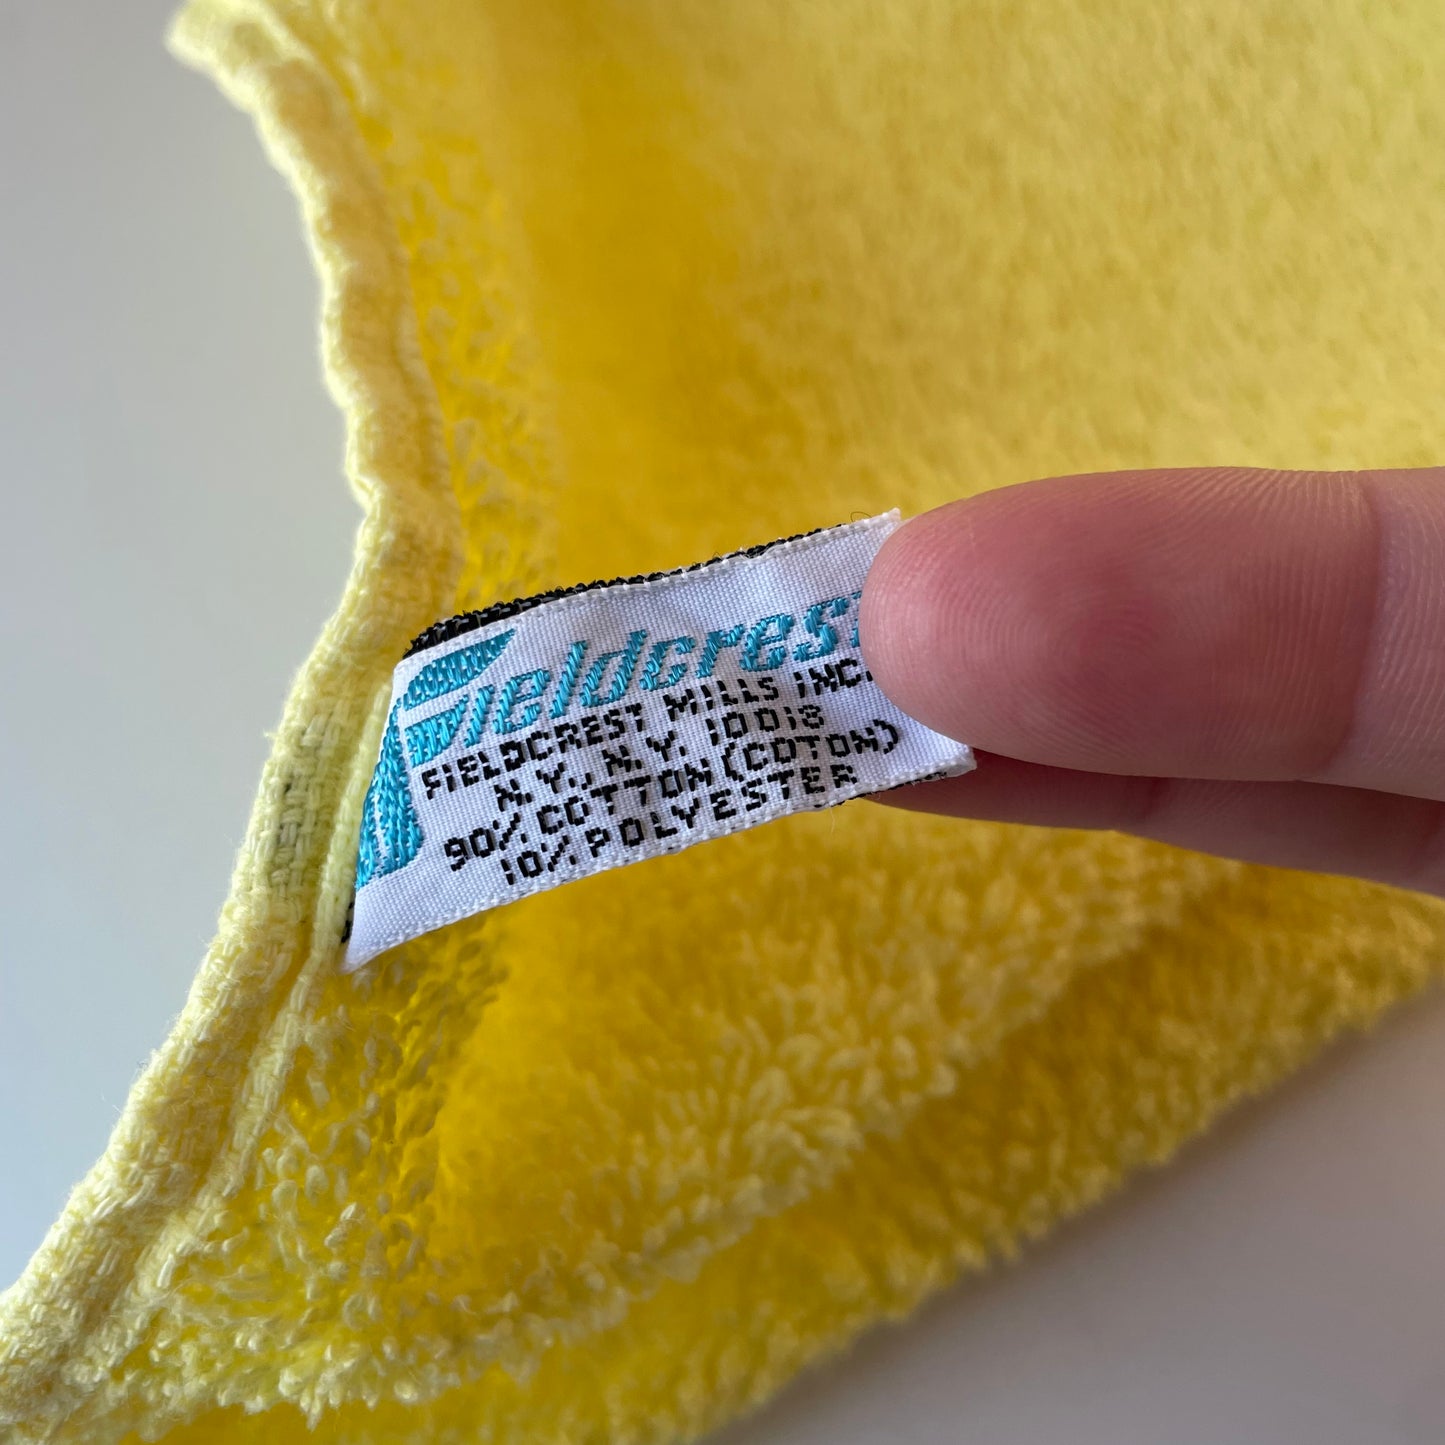 Fieldcrest
FIELDCREST MILLS INC.
N.Y., N.Y. 10018
90% COTTON (COTON)
10% POLYESTER